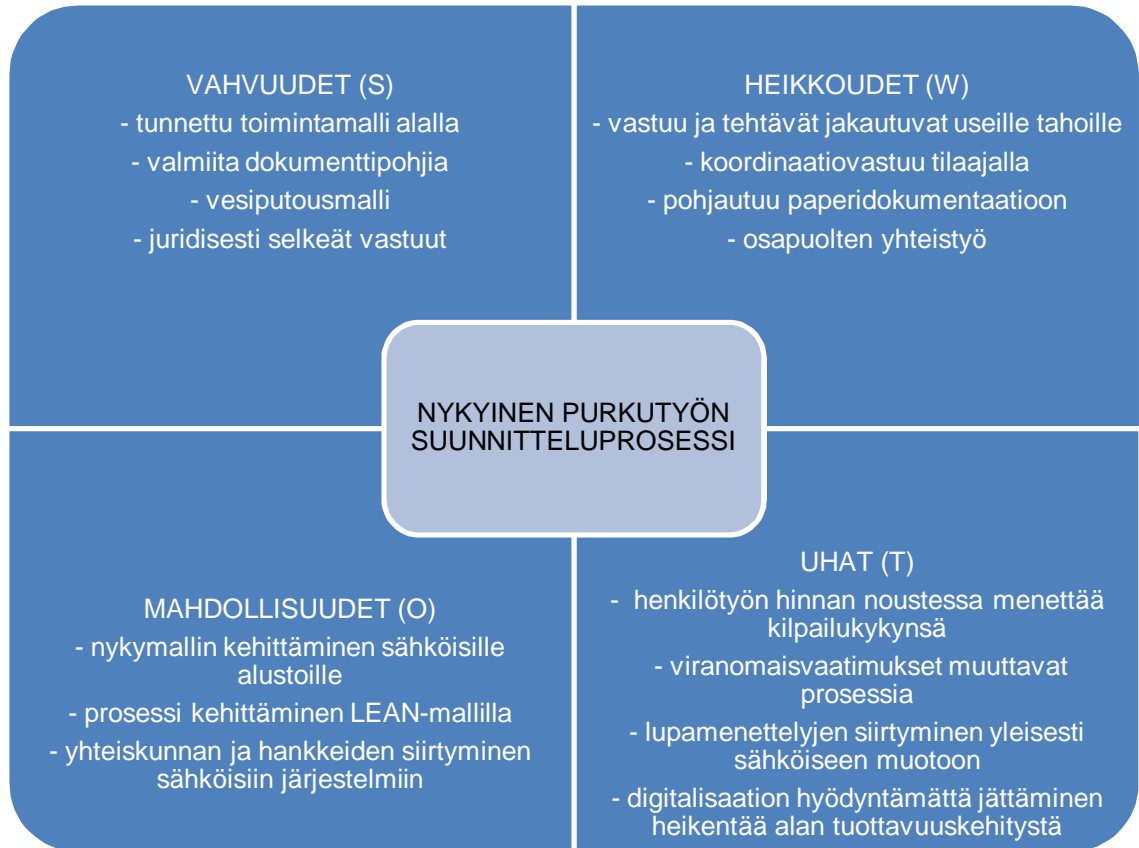 VAHVUUDET (S)
- tunnettu toimintamalli alalla
- valmiita dokumenttipohjia
- vesiputousmalli
- juridisesti selkeät vastuut
HEIKKOUDET (W)
- vastuu ja tehtävät jakautuvat useille tahoille
- koordinaatiovastuu tilaajalla
- pohjautuu paperidokumentaatioon
- osapuolten yhteistyö
NYKYINEN PURKUTYÖN
SUUNNITTELUPROSESSI
MAHDOLLISUUDET (O)
- nykymallin kehittäminen sähköisille
alustoille
- prosessi kehittäminen LEAN-mallilla
- yhteiskunnan ja hankkeiden siirtyminen
sähköisiin järjestelmiin
UHAT (T)
- henkilötyön hinnan noustessa menettää
kilpailukykynsä
- viranomaisvaatimukset muuttavat
prosessia
- lupamenettelyjen siirtyminen yleisesti
sähköiseen muotoon
- digitalisaation hyödyntämättä jättäminen
heikentää alan tuottavuuskehitystä